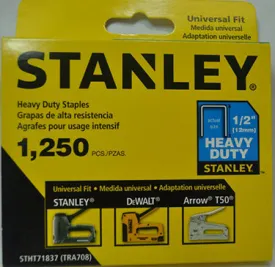 Universal Fit
Medida universal
Adaptation universelle
STANLEY®
Heavy Duty Staples
Grapas de alta resistencia
Agrafes pour usage intensif
1,250 PCS./PZAS.
1/2"
[12mm]
HEAVY
DUTY
STANLEY
Universal Fit • Medida universal • Adaptation universelle
STANLEY® DEWALT® Arrow® T50®
STHT71837 (TRA708)